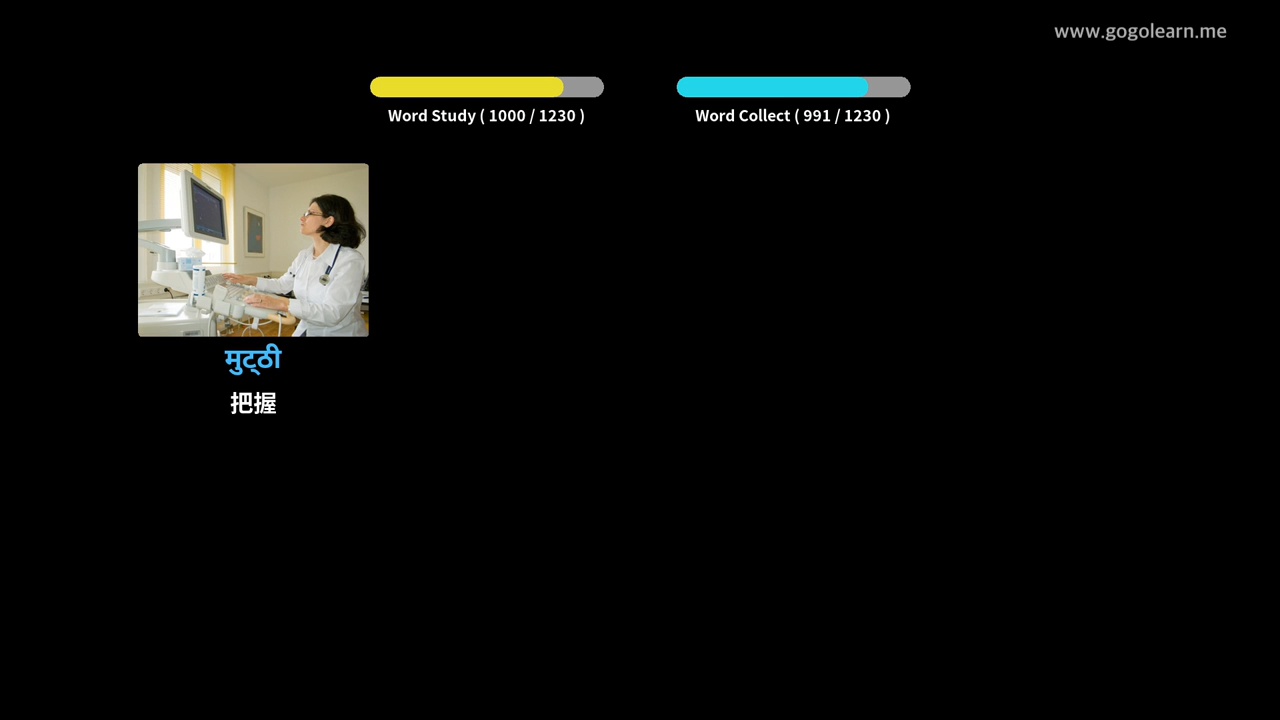 www.gogolearn.me
Word Study ( 1000 / 1230 )
Word Collect ( 991 / 1230 )
मुट्ठी
把握